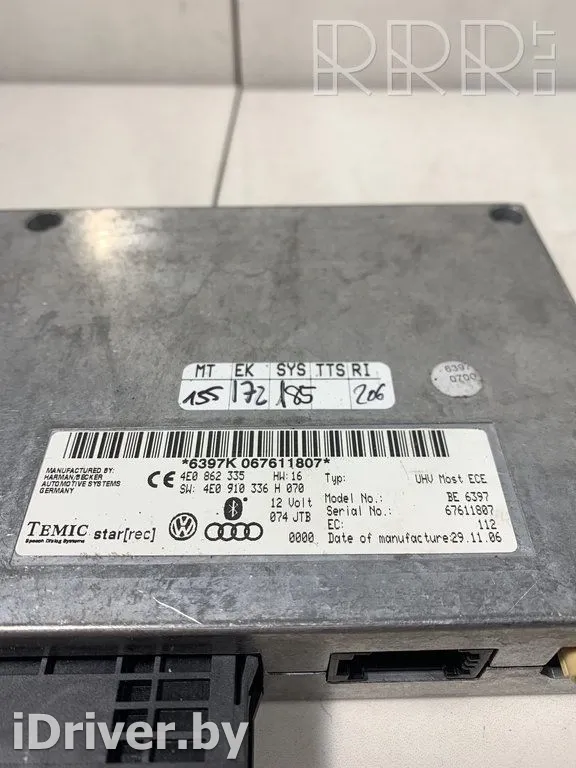 RRR.LT
MT EK SYS TTS RI
155 172 185 206
6397
0700
*6397K 067611807*
MANUFACTURED BY:
HARMAN/BECKER
AUTOMOTIVE SYSTEMS
GERMANY
CE 4E0 862 335 HW: 16
SW: 4E0 910 336 H 070
12 Volt
074 JTB
0000
TEMIC star[rec]
Speech Dialog Systems
Typ: UHV Most ECE
Model No.: BE 6397
Serial No.: 67611807
EC: 112
Date of manufacture: 29.11.06
iDriver.by